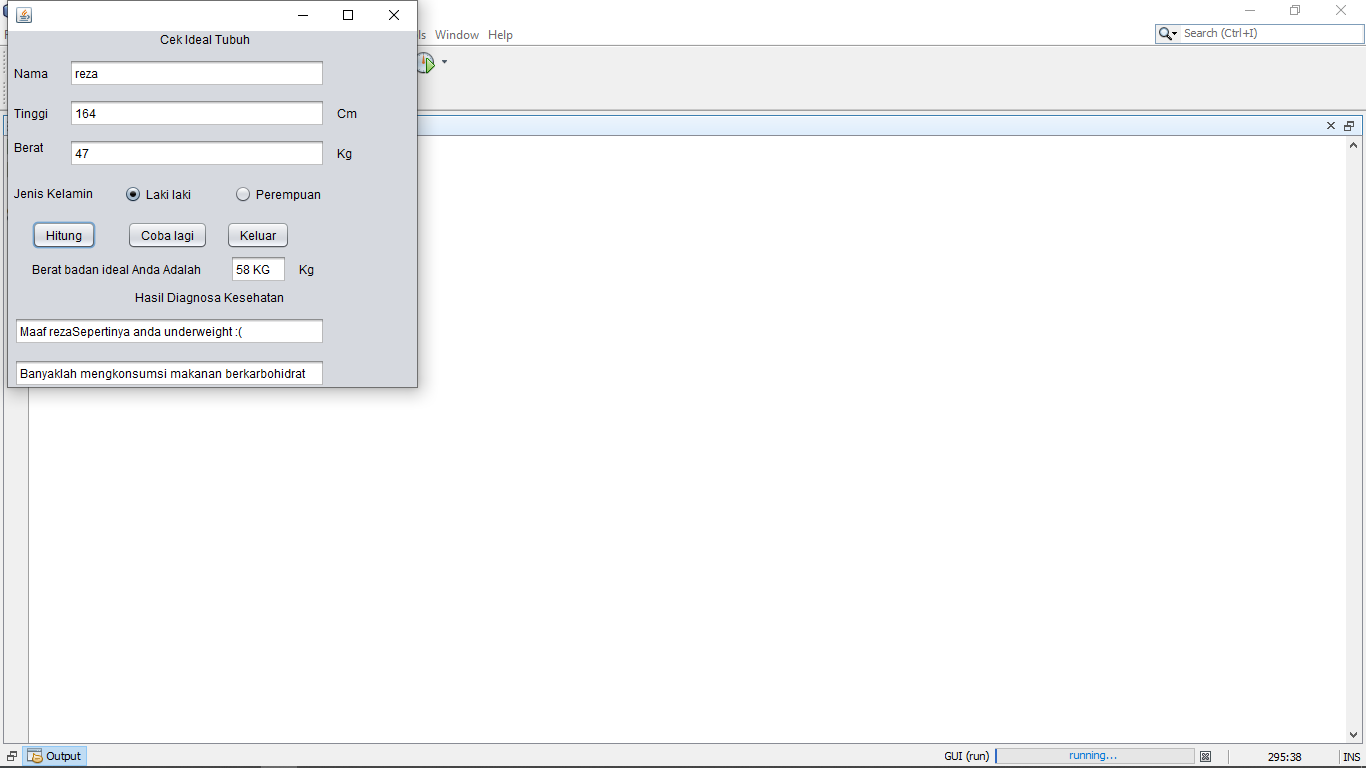 Cek Ideal Tubuh
Window Help
Search (Ctrl+I)
Nama reza
Tinggi 164 Cm
Berat 47 Kg
Jenis Kelamin Laki laki Perempuan
Hitung Coba lagi Keluar
Berat badan ideal Anda Adalah 58 KG Kg
Hasil Diagnosa Kesehatan
Maaf rezaSepertinya anda underweight :(
Banyaklah mengkonsumsi makanan berkarbohidrat
Output GUI (run) running... 295:38 INS